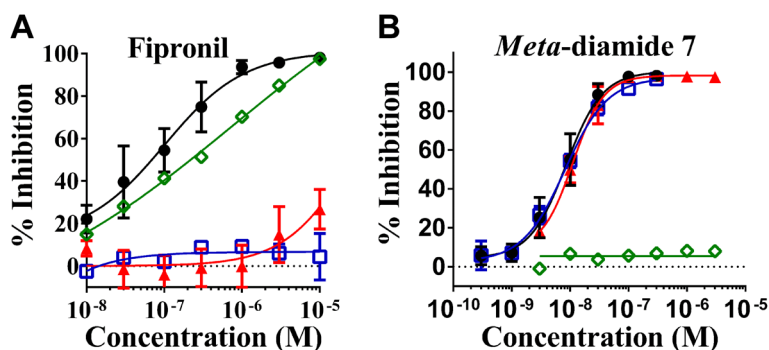 A
Fipronil
% Inhibition
100
80
60
40
20
0
10⁻⁸ 10⁻⁷ 10⁻⁶ 10⁻⁵
Concentration (M)
B
Meta-diamide 7
% Inhibition
100
80
60
40
20
0
10⁻¹⁰ 10⁻⁹ 10⁻⁸ 10⁻⁷ 10⁻⁶ 10⁻⁵
Concentration (M)